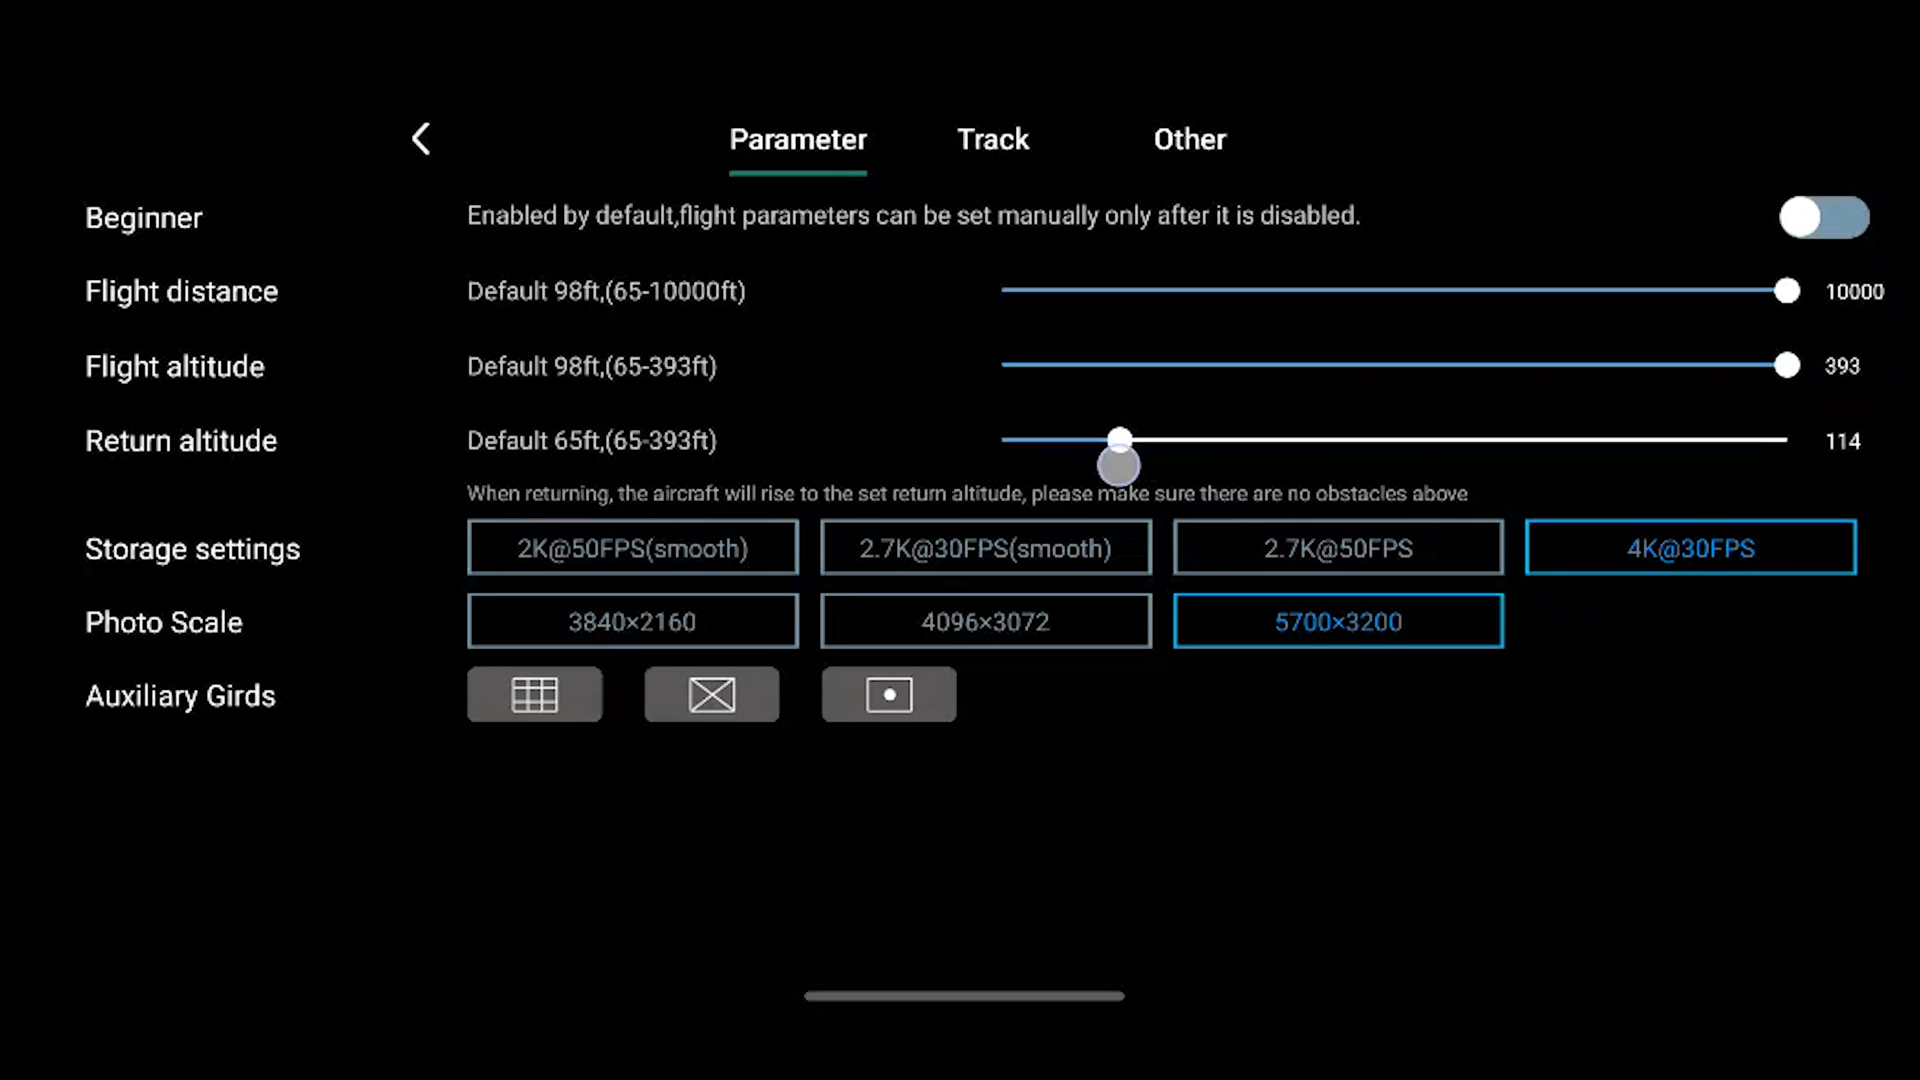 Parameter Track Other
Beginner Enabled by default,flight parameters can be set manually only after it is disabled.
Flight distance Default 98ft,(65-10000ft) 10000
Flight altitude Default 98ft,(65-393ft) 393
Return altitude Default 65ft,(65-393ft) 114
When returning, the aircraft will rise to the set return altitude, please make sure there are no obstacles above
Storage settings 2K@50FPS(smooth) 2.7K@30FPS(smooth) 2.7K@50FPS 4K@30FPS
Photo Scale 3840×2160 4096×3072 5700×3200
Auxiliary Girds